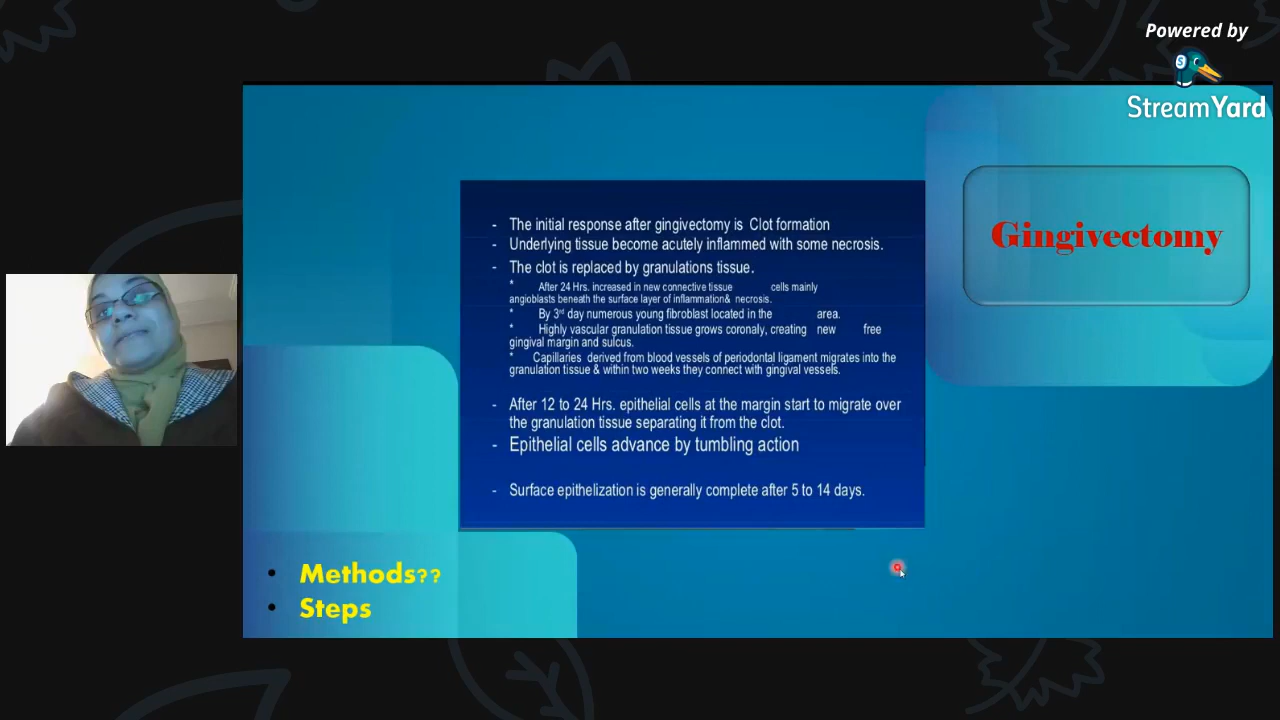 Powered by
StreamYard
Gingivectomy
- The initial response after gingivectomy is Clot formation
- Underlying tissue become acutely inflammed with some necrosis.
- The clot is replaced by granulations tissue.
* After 24 Hrs. increased in new connective tissue cells mainly
angioblasts beneath the surface layer of inflammation& necrosis.
* By 3rd day numerous young fibroblast located in the area.
* Highly vascular granulation tissue grows coronaly, creating new free
gingival margin and sulcus.
* Capillaries derived from blood vessels of periodontal ligament migrates into the
granulation tissue & within two weeks they connect with gingival vessels.
- After 12 to 24 Hrs. epithelial cells at the margin start to migrate over
the granulation tissue separating it from the clot.
- Epithelial cells advance by tumbling action
- Surface epithelization is generally complete after 5 to 14 days.
• Methods??
• Steps